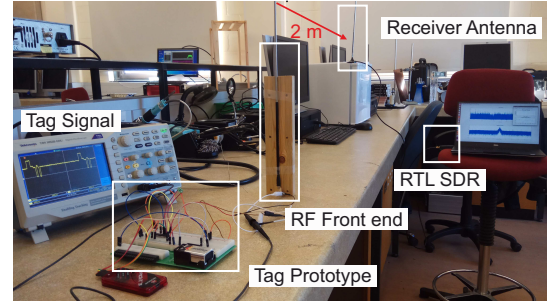 2 m
Receiver Antenna
Tag Signal
RTL SDR
RF Front end
Tag Prototype